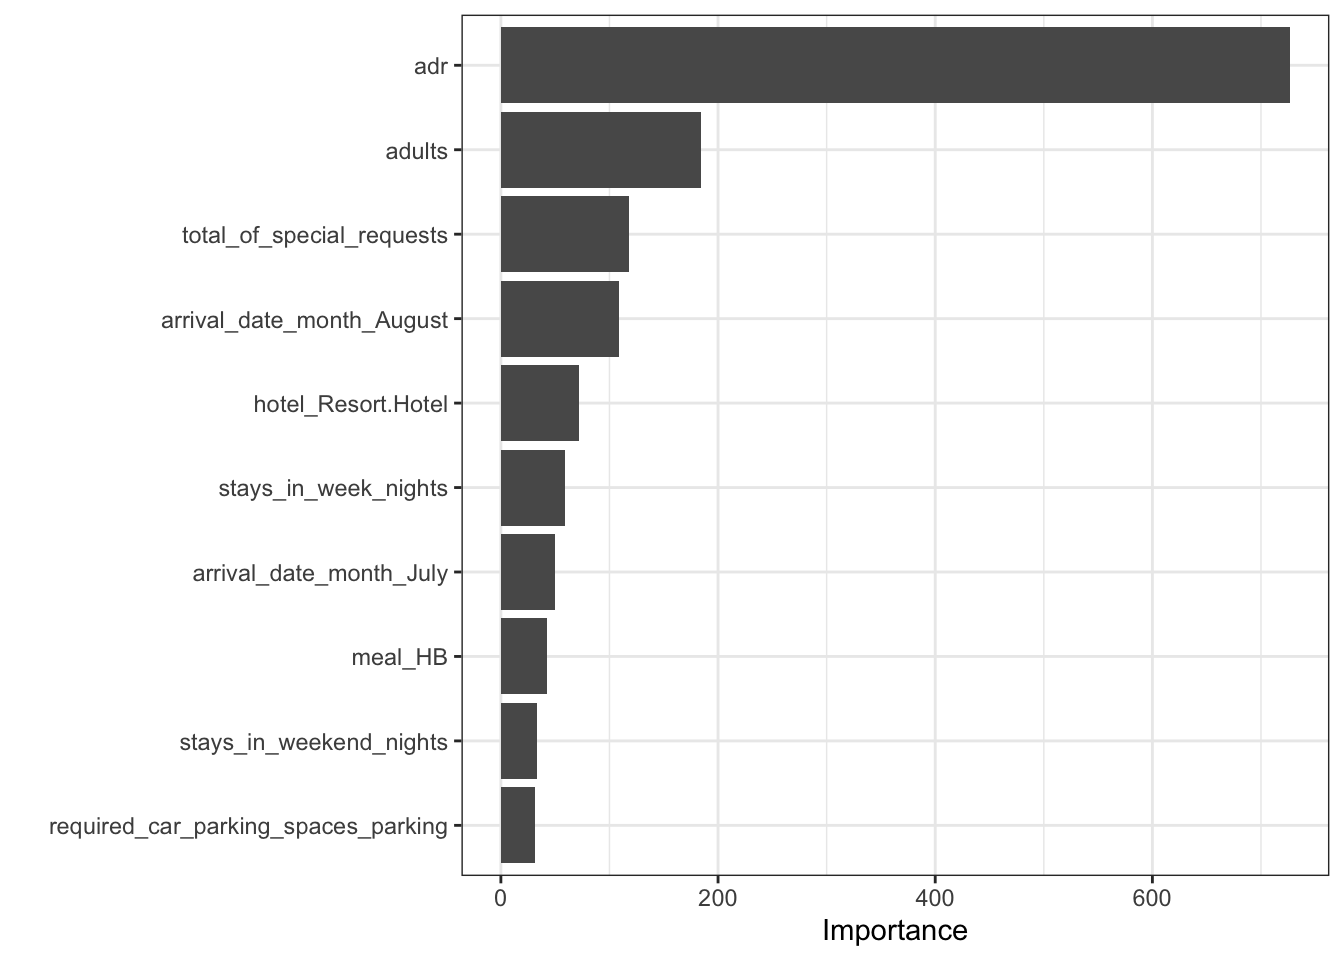 adr
adults
total_of_special_requests
arrival_date_month_August
hotel_Resort.Hotel
stays_in_week_nights
arrival_date_month_July
meal_HB
stays_in_weekend_nights
required_car_parking_spaces_parking
0 200 400 600
Importance